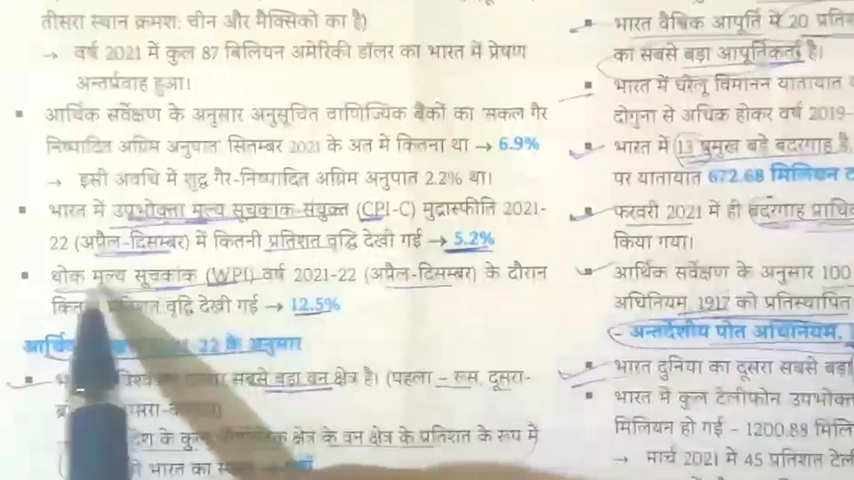 तीसरा स्थान क्रमश: चीन और मैक्सिको का है)
→ वर्ष 2021 में कुल 87 बिलियन अमेरिकी डॉलर का भारत में प्रेषण
अन्तर्प्रवाह हुआ।
▪ आर्थिक सर्वेक्षण के अनुसार अनुसूचित वाणिज्यिक बैंकों का सकल गैर
निष्पादित अग्रिम अनुपात सितम्बर 2021 के अंत में कितना था → 6.9%
→ इसी अवधि में शुद्ध गैर-निष्पादित अग्रिम अनुपात 2.2% था।
▪ भारत में उपभोक्ता मूल्य सूचकांक-संयुक्त (CPI-C) मुद्रास्फीति 2021-
22 (अप्रैल-दिसम्बर) में कितनी प्रतिशत वृद्धि देखी गई → 5.2%
▪ थोक मूल्य सूचकांक (WPI) वर्ष 2021-22 (अप्रैल-दिसम्बर) के दौरान
वृद्धि देखी गई → 12.5%
22 के अनुसार
सबसे बड़ा वन क्षेत्र है। (पहला – रूस, दूसरा-
के कुल क्षेत्र के वन क्षेत्र के प्रतिशत के रूप में
भारत का
▪ भारत वैश्विक आपूर्ति में 20
का सबसे बड़ा आपूर्तिकर्ता है।
▪ भारत में घरेलू विमानन यातायात
दोगुना से अधिक होकर वर्ष 2019-
▪ भारत में 13 प्रमुख बड़े बंदरगाह है
पर यातायात 672.68 मिलियन
▪ फरवरी 2021 में ही बंदरगाह
किया गया।
▪ आर्थिक सर्वेक्षण के अनुसार 100
अधिनियम, 1917 को प्रतिस्थापित
– अन्तर्देशीय पोत अधिनियम,
▪ भारत दुनिया का दूसरा सबसे बड़ा
▪ भारत में कुल टेलीफोन
मिलियन हो गई – 1200.88
→ मार्च 2021 में 45 प्रतिशत